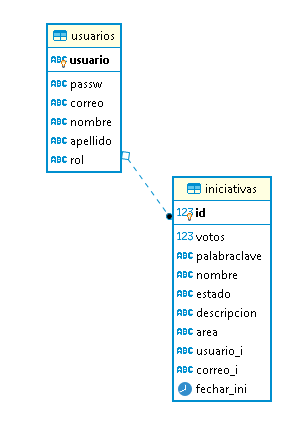 usuarios
ABC usuario
ABC passw
ABC correo
ABC nombre
ABC apellido
ABC rol
iniciativas
123 id
123 votos
ABC palabraclave
ABC nombre
ABC estado
ABC descripcion
ABC area
ABC usuario_i
ABC correo_i
fechar_ini